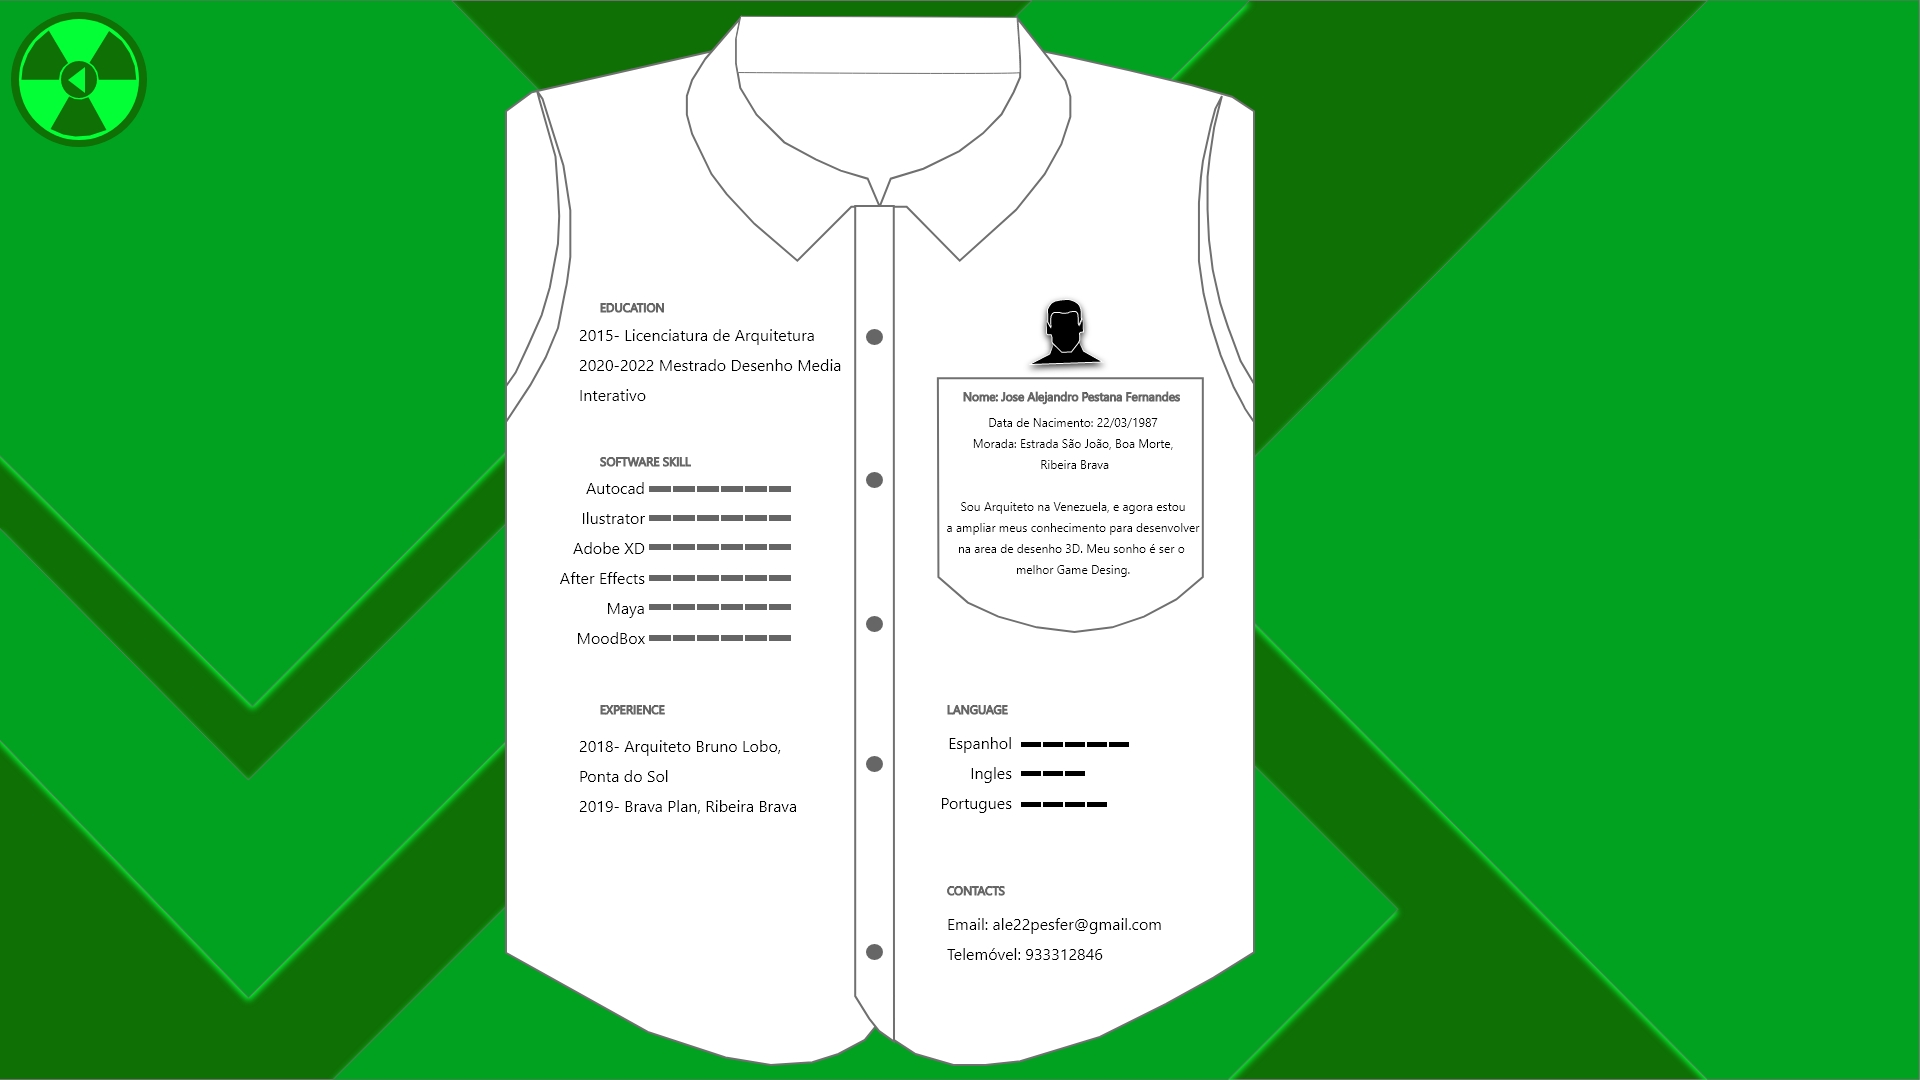 EDUCATION
2015- Licenciatura de Arquitetura
2020-2022 Mestrado Desenho Media
Interativo
SOFTWARE SKILL
Autocad
Ilustrator
Adobe XD
After Effects
Maya
MoodBox
EXPERIENCE
2018- Arquiteto Bruno Lobo,
Ponta do Sol
2019- Brava Plan, Ribeira Brava
Nome: Jose Alejandro Pestana Fernandes
Data de Nacimento: 22/03/1987
Morada: Estrada São João, Boa Morte,
Ribeira Brava
Sou Arquiteto na Venezuela, e agora estou
a ampliar meus conhecimento para desenvolver
na area de desenho 3D. Meu sonho é ser o
melhor Game Desing.
LANGUAGE
Espanhol
Ingles
Portugues
CONTACTS
Email: ale22pesfer@gmail.com
Telemóvel: 933312846